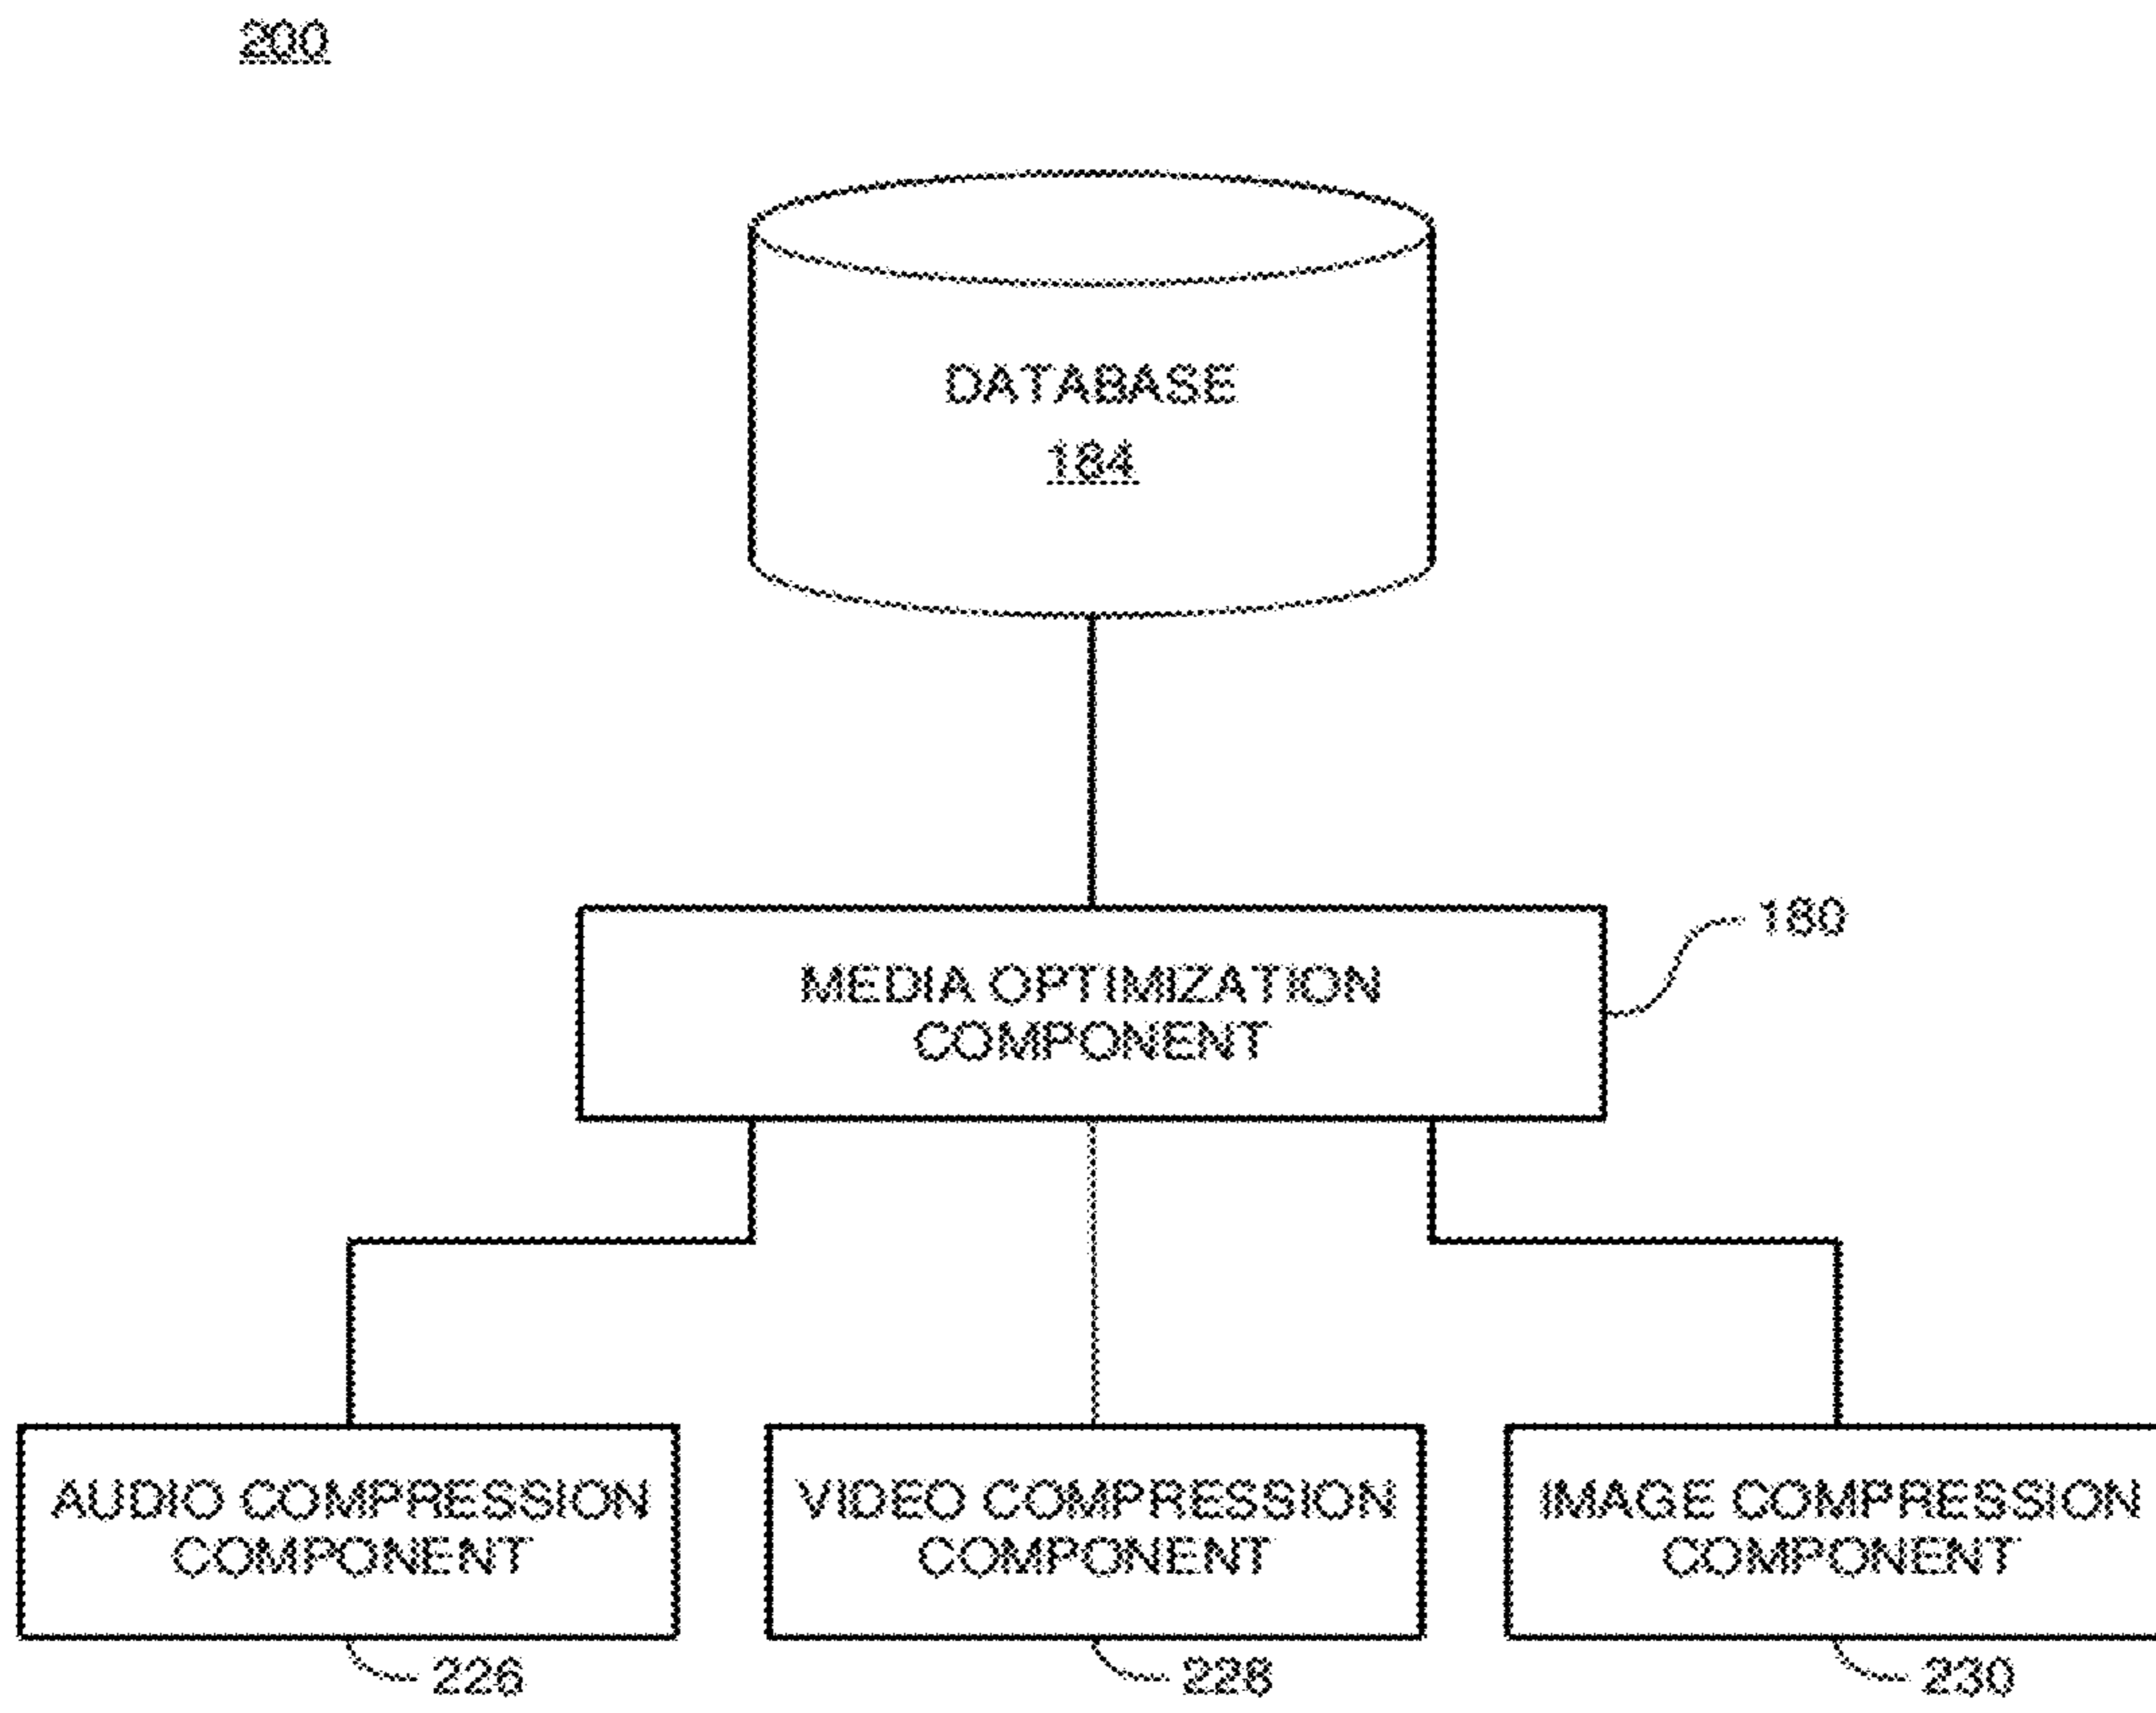 200
DATABASE
184
MEDIA OPTIMIZATION
COMPONENT
180
AUDIO COMPRESSION
COMPONENT
VIDEO COMPRESSION
COMPONENT
IMAGE COMPRESSION
COMPONENT
226
228
230